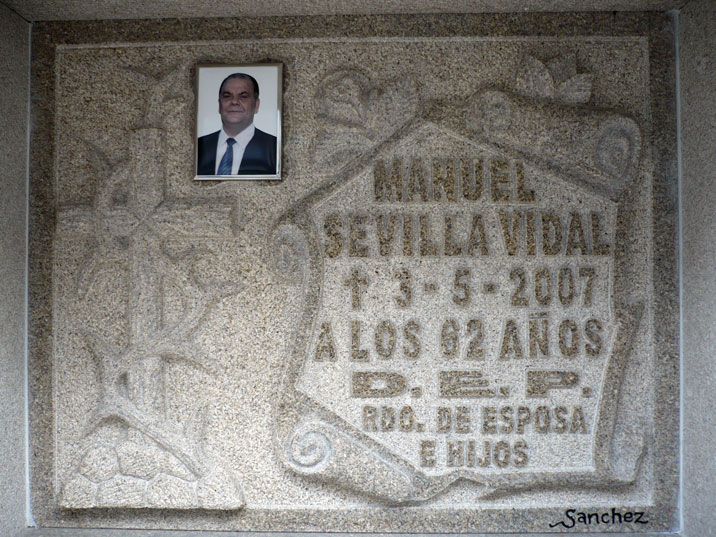 MANUEL
SEVILLA VIDAL
† 3-5-2007
A LOS 62 AÑOS
D.E.P.
RDO. DE ESPOSA
E HIJOS
Sanchez